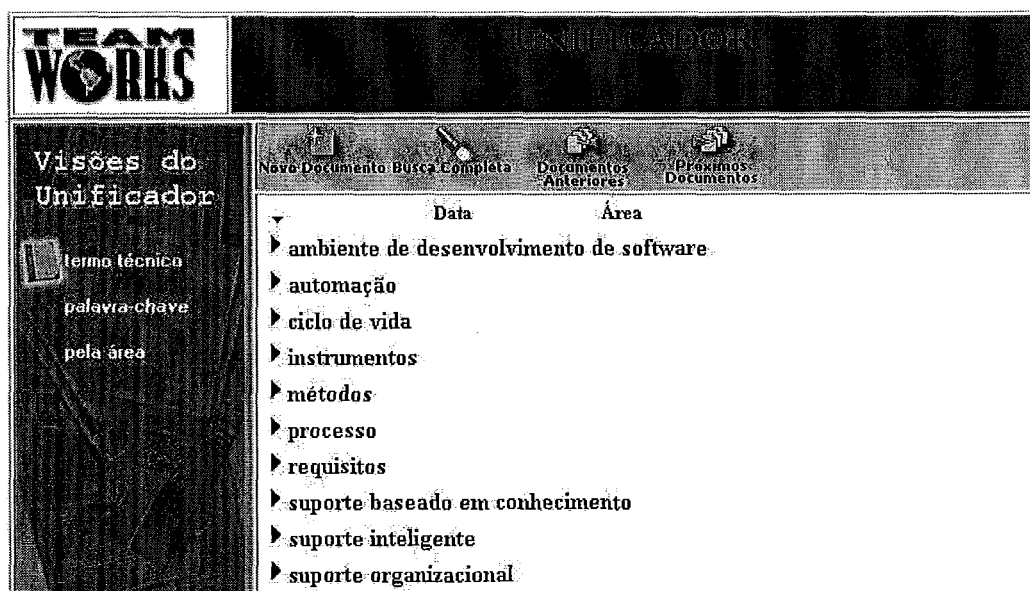 TEAM
WORKS
UNIFICADOR
Visões do
Unificador
termo técnico
palavra-chave
pela área
Novo Documento
Busca Completa
Documentos
Anteriores
Próximos
Documentos
Data Área
ambiente de desenvolvimento de software
automação
ciclo de vida
instrumentos
métodos
processo
requisitos
suporte baseado em conhecimento
suporte inteligente
suporte organizacional